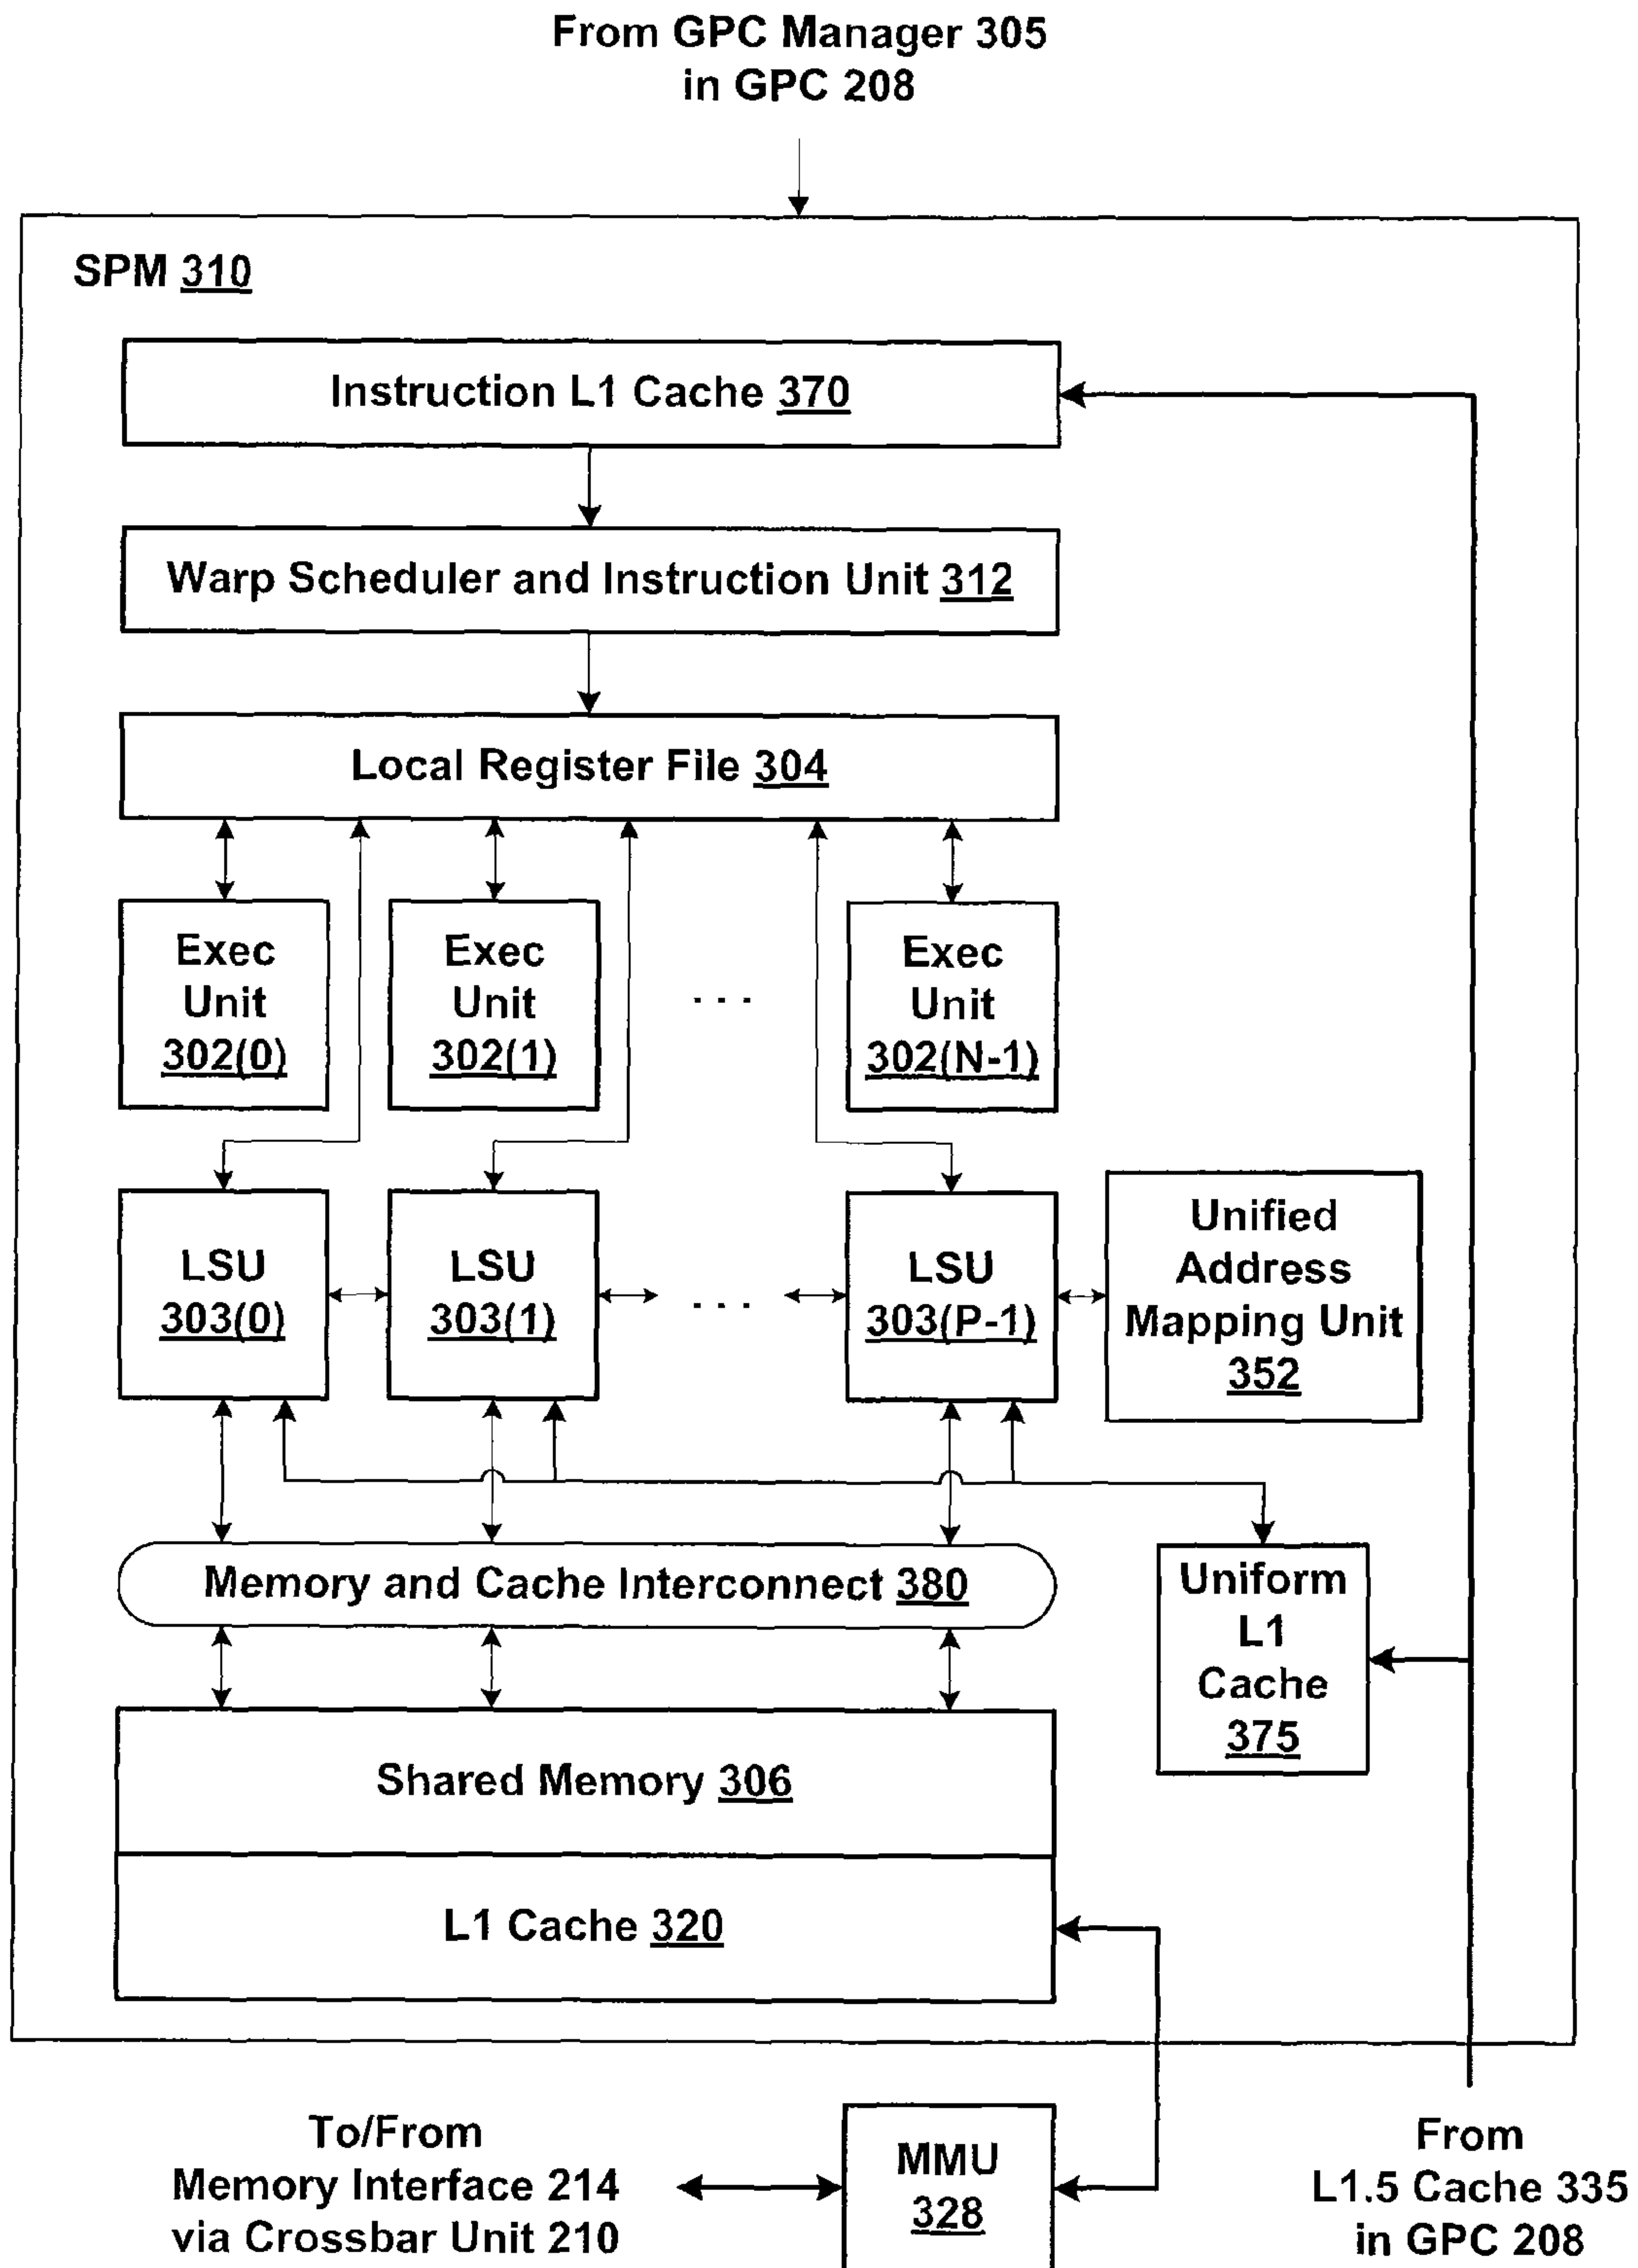 From GPC Manager 305
in GPC 208
SPM 310
Instruction L1 Cache 370
Warp Scheduler and Instruction Unit 312
Local Register File 304
Exec
Unit
302(0)
Exec
Unit
302(1)
. . .
Exec
Unit
302(N-1)
LSU
303(0)
LSU
303(1)
. . .
LSU
303(P-1)
Unified
Address
Mapping Unit
352
Memory and Cache Interconnect 380
Uniform
L1
Cache
375
Shared Memory 306
L1 Cache 320
To/From
Memory Interface 214
via Crossbar Unit 210
MMU
328
From
L1.5 Cache 335
in GPC 208